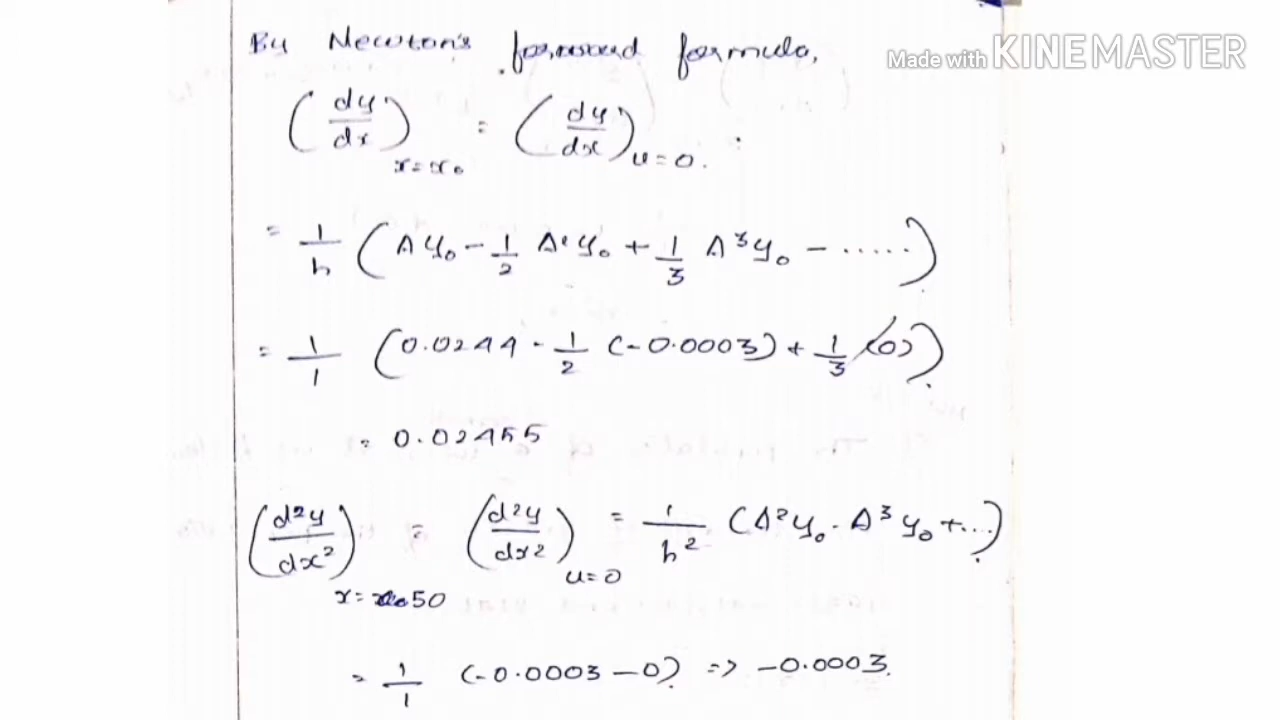 By Newton's forward formula,
Made with KINEMASTER
(dy/dx)x=x₀ = (dy/dx)u=0.
= 1/h (Δy₀ - 1/2 Δ²y₀ + 1/3 Δ³y₀ - ......)
= 1/1 (0.0244 - 1/2 (-0.0003) + 1/3 (0)).
= 0.02455
(d²y/dx²)x=50 = (d²y/dx²)u=0 = 1/h² (Δ²y₀ - Δ³y₀ + ...).
= 1/1 (-0.0003 - 0) => -0.0003.